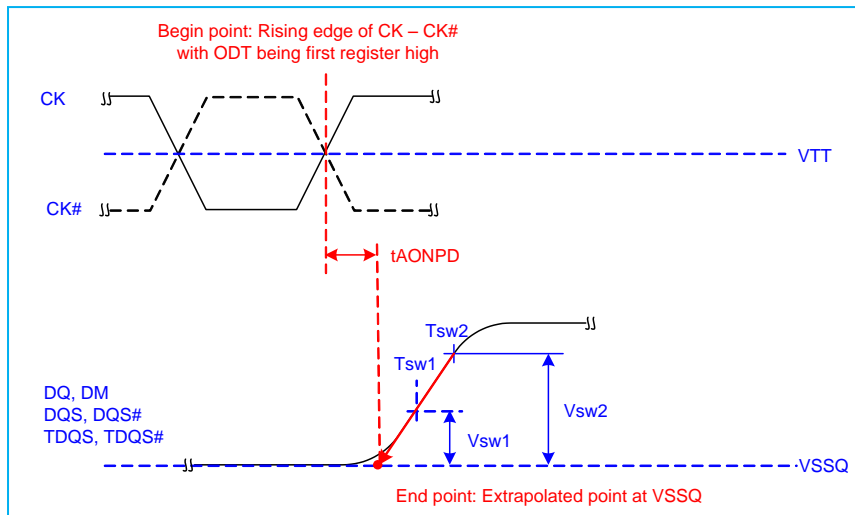 Begin point: Rising edge of CK – CK#
with ODT being first register high
CK
VTT
CK#
tAONPD
Tsw2
Tsw1
DQ, DM
DQS, DQS#
TDQS, TDQS#
Vsw1
Vsw2
VSSQ
End point: Extrapolated point at VSSQ